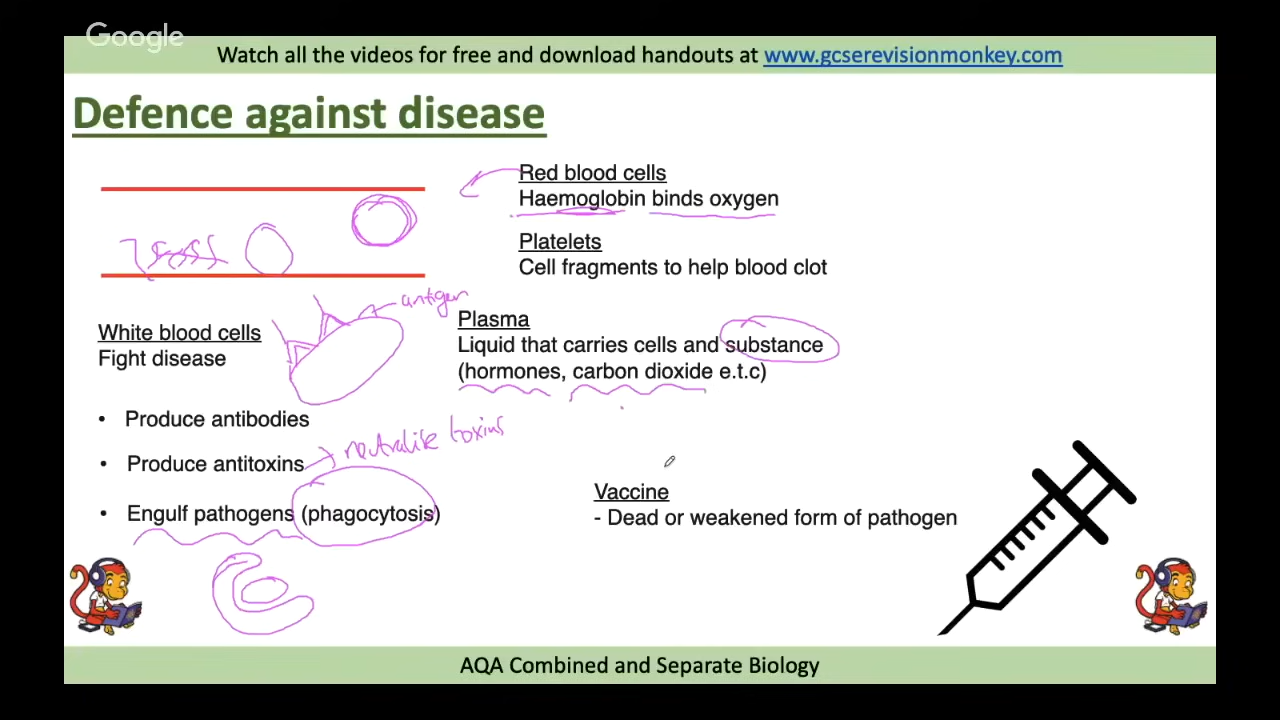 Google
Watch all the videos for free and download handouts at www.gcserevisionmonkey.com
Defence against disease
Red blood cells
Haemoglobin binds oxygen
Platelets
Cell fragments to help blood clot
antigen
White blood cells
Fight disease
Plasma
Liquid that carries cells and substance
(hormones, carbon dioxide e.t.c)
• Produce antibodies
• Produce antitoxins
neutralise toxins
• Engulf pathogens (phagocytosis)
Vaccine
- Dead or weakened form of pathogen
AQA Combined and Separate Biology